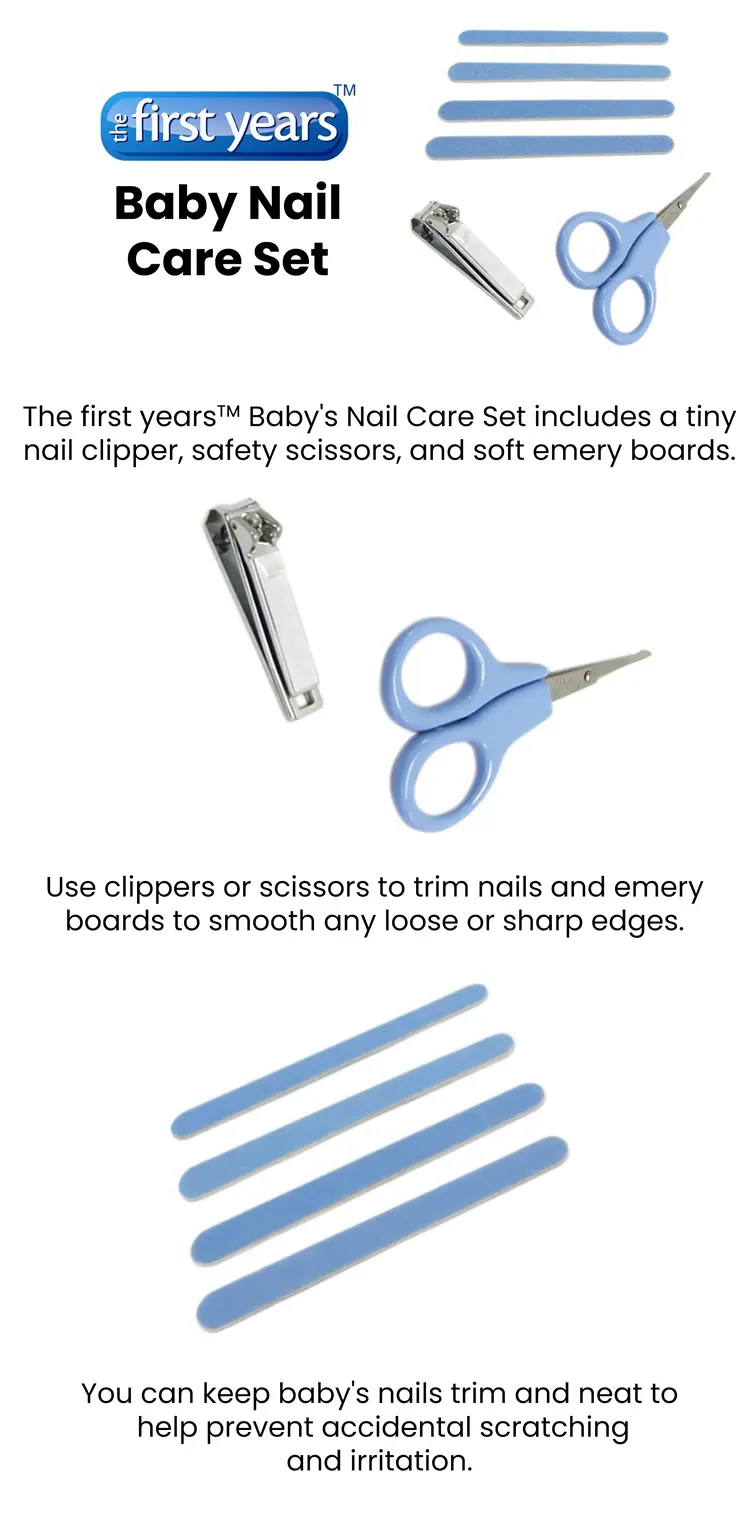 the first years™
Baby Nail
Care Set
The first years™ Baby's Nail Care Set includes a tiny
nail clipper, safety scissors, and soft emery boards.
Use clippers or scissors to trim nails and emery
boards to smooth any loose or sharp edges.
You can keep baby's nails trim and neat to
help prevent accidental scratching
and irritation.